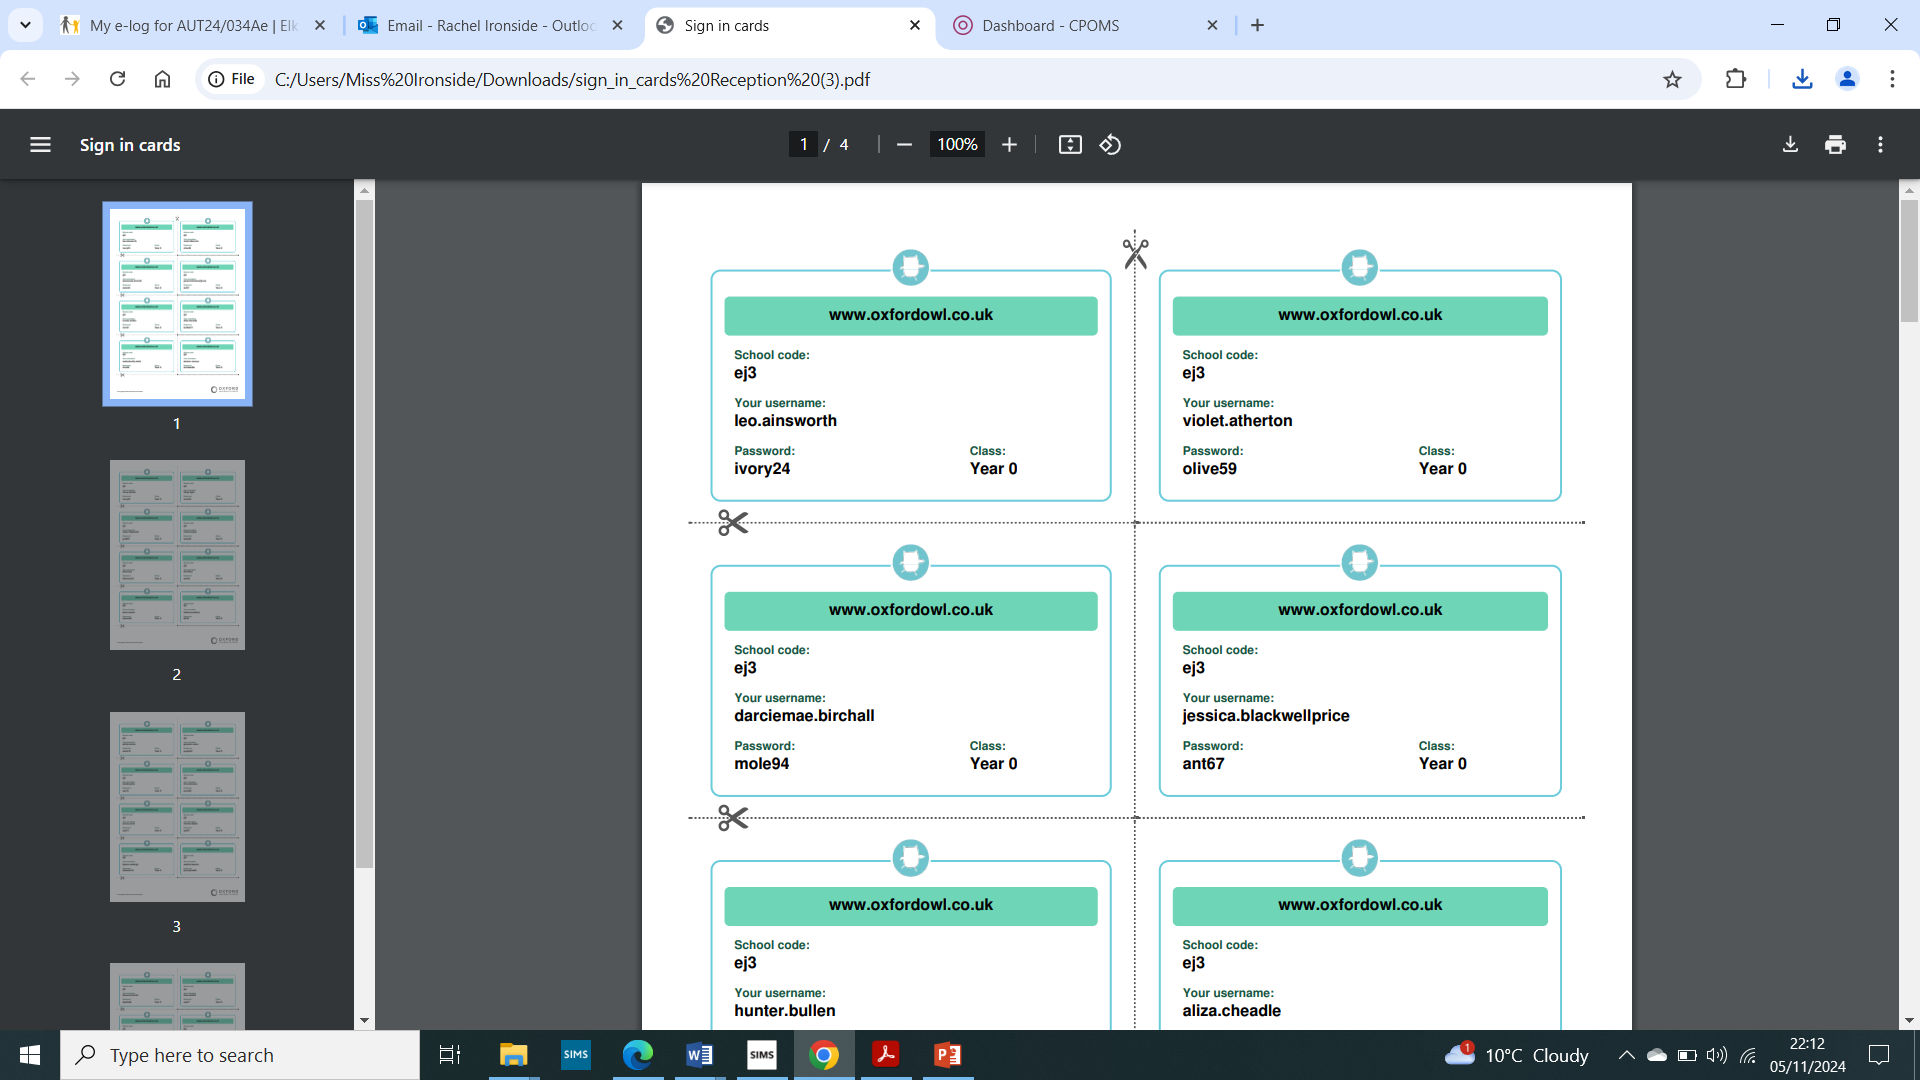 My e-log for AUT24/034Ae | Elk
Email - Rachel Ironside - Outloo
Sign in cards
Dashboard - CPOMS
File
C:/Users/Miss%20Ironside/Downloads/sign_in_cards%20Reception%20(3).pdf
Sign in cards
1 / 4
100%
1
2
3
www.oxfordowl.co.uk
School code:
ej3
Your username:
leo.ainsworth
Password: Class:
ivory24 Year 0
www.oxfordowl.co.uk
School code:
ej3
Your username:
violet.atherton
Password: Class:
olive59 Year 0
www.oxfordowl.co.uk
School code:
ej3
Your username:
darciemae.birchall
Password: Class:
mole94 Year 0
www.oxfordowl.co.uk
School code:
ej3
Your username:
jessica.blackwellprice
Password: Class:
ant67 Year 0
www.oxfordowl.co.uk
School code:
ej3
Your username:
hunter.bullen
www.oxfordowl.co.uk
School code:
ej3
Your username:
aliza.cheadle
Type here to search
SIMS
SIMS
1
10°C Cloudy
22:12
05/11/2024